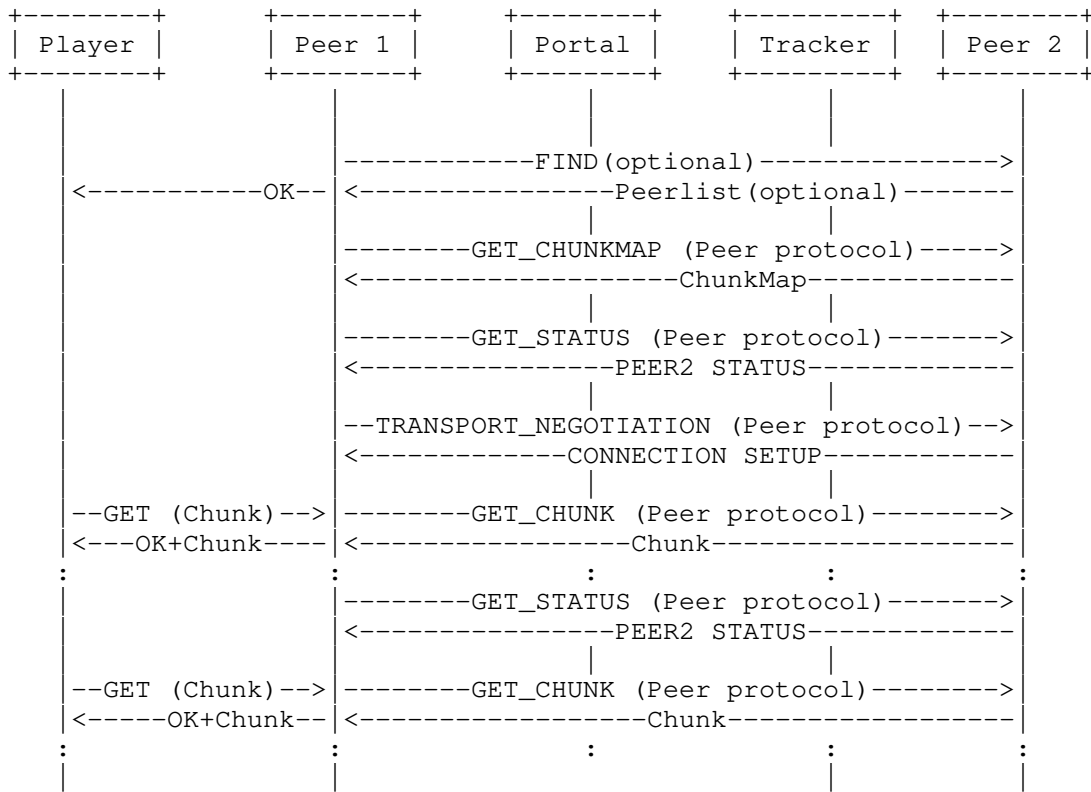 Player Peer 1 Portal Tracker Peer 2
FIND(optional)
OK Peerlist(optional)
GET_CHUNKMAP (Peer protocol)
ChunkMap
GET_STATUS (Peer protocol)
PEER2 STATUS
TRANSPORT_NEGOTIATION (Peer protocol)
CONNECTION SETUP
GET (Chunk) GET_CHUNK (Peer protocol)
OK+Chunk Chunk
: : : : :
GET_STATUS (Peer protocol)
PEER2 STATUS
GET (Chunk) GET_CHUNK (Peer protocol)
OK+Chunk Chunk
: : : : :